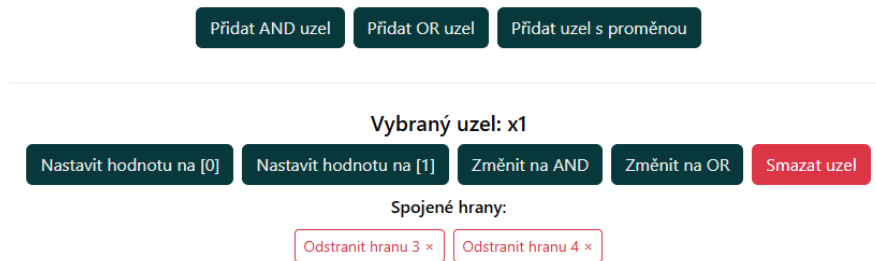 Přidat AND uzel Přidat OR uzel Přidat uzel s proměnou
Vybraný uzel: x1
Nastavit hodnotu na [0] Nastavit hodnotu na [1] Změnit na AND Změnit na OR Smazat uzel
Spojené hrany:
Odstranit hranu 3 × Odstranit hranu 4 ×